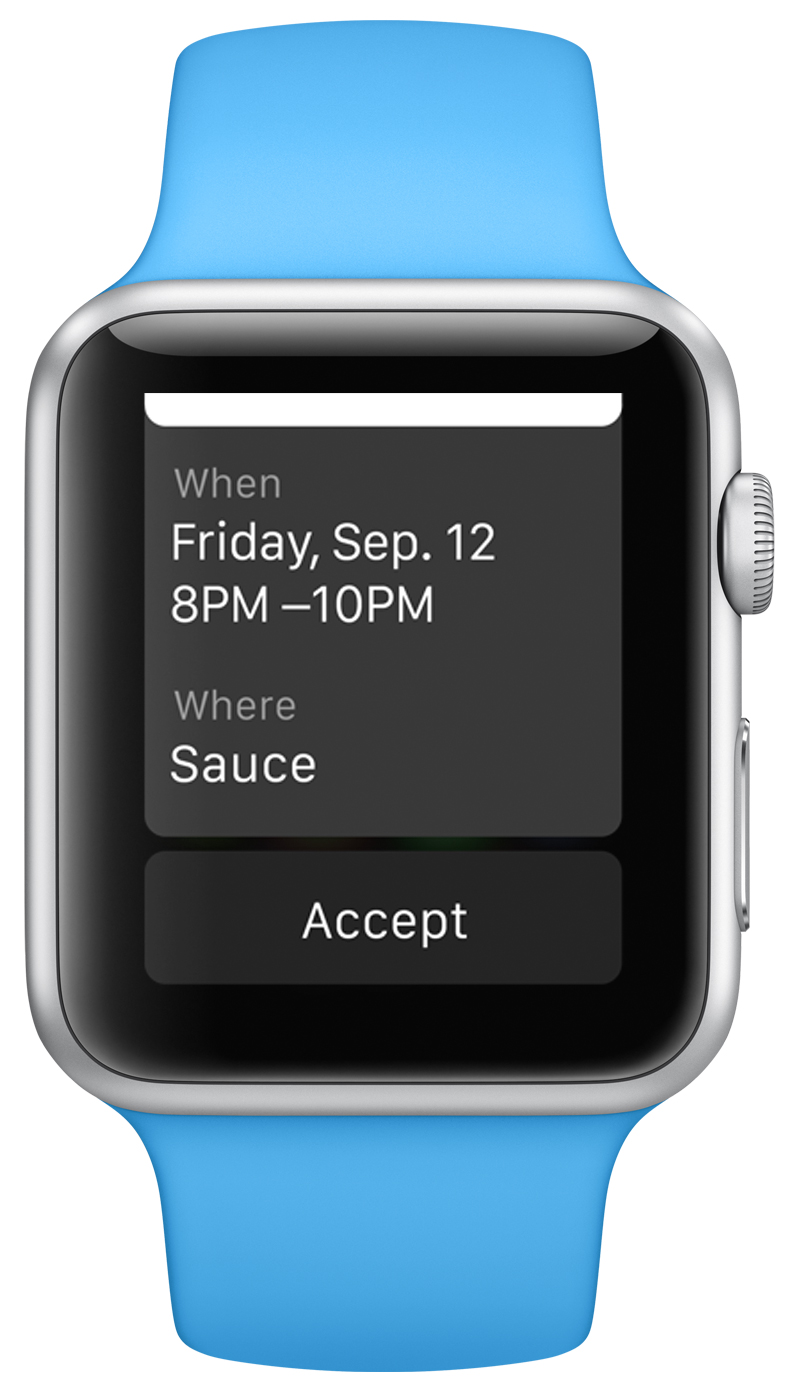 When
Friday, Sep. 12
8PM –10PM
Where
Sauce
Accept